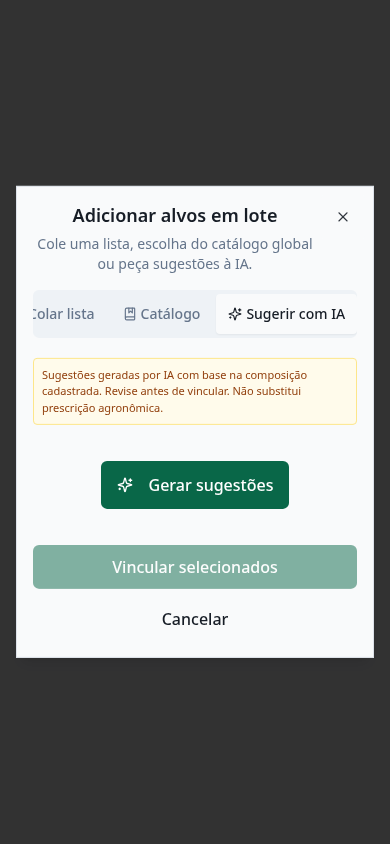 Adicionar alvos em lote
Cole uma lista, escolha do catálogo global
ou peça sugestões à IA.
Colar lista
Catálogo
Sugerir com IA
Sugestões geradas por IA com base na composição
cadastrada. Revise antes de vincular. Não substitui
prescrição agronômica.
Gerar sugestões
Vincular selecionados
Cancelar